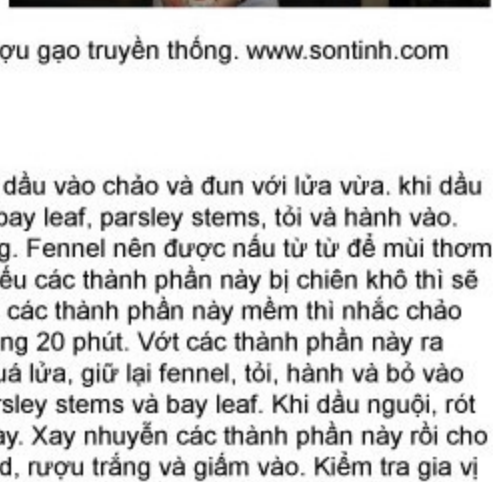 ợu gạo truyền thống. www.sontinh.com
dầu vào chảo và đun với lửa vừa. khi dầu
bay leaf, parsley stems, tỏi và hành vào.
g. Fennel nên được nấu từ từ để mùi thơm
ếu các thành phần này bị chiên khô thì sẽ
các thành phần này mềm thì nhắc chảo
ng 20 phút. Vớt các thành phần này ra
uá lửa, giữ lại fennel, tỏi, hành và bỏ vào
rsley stems và bay leaf. Khi dầu nguội, rót
ay. Xay nhuyễn các thành phần này rồi cho
d, rượu trắng và giấm vào. Kiểm tra gia vị